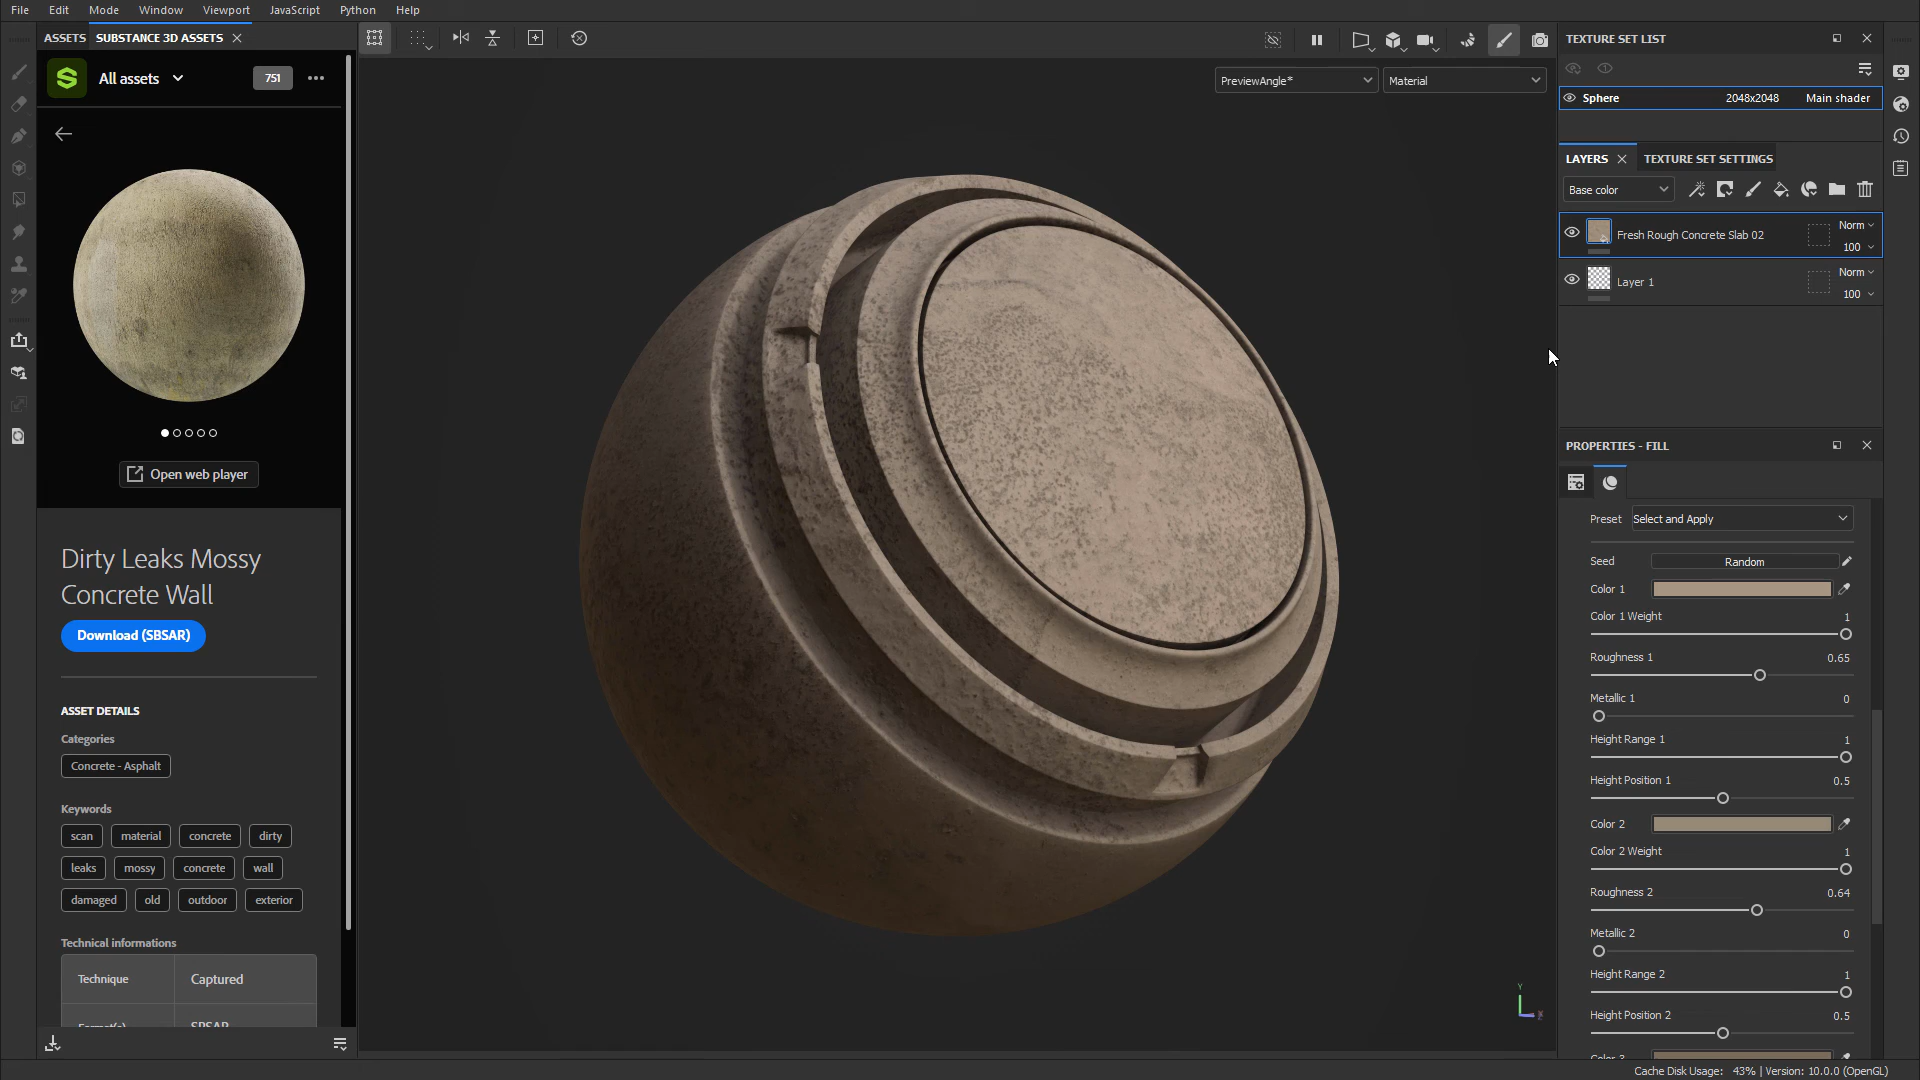 File Edit Mode Window Viewport JavaScript Python Help
ASSETS SUBSTANCE 3D ASSETS
All assets 751
Open web player
Dirty Leaks Mossy
Concrete Wall
Download (SBSAR)
ASSET DETAILS
Categories
Concrete - Asphalt
Keywords
scan material concrete dirty
leaks mossy concrete wall
damaged old outdoor exterior
Technical informations
Technique Captured
Format(s) SBSAR
PreviewAngle* Material
Y
TEXTURE SET LIST
Sphere 2048x2048 Main shader
LAYERS TEXTURE SET SETTINGS
Base color
Fresh Rough Concrete Slab 02 Norm 100
Layer 1 Norm 100
PROPERTIES - FILL
Preset Select and Apply
Seed Random
Color 1
Color 1 Weight 1
Roughness 1 0.65
Metallic 1 0
Height Range 1 1
Height Position 1 0.5
Color 2
Color 2 Weight 1
Roughness 2 0.64
Metallic 2 0
Height Range 2 1
Height Position 2 0.5
Color 3
Cache Disk Usage: 43% | Version: 10.0.0 (OpenGL)